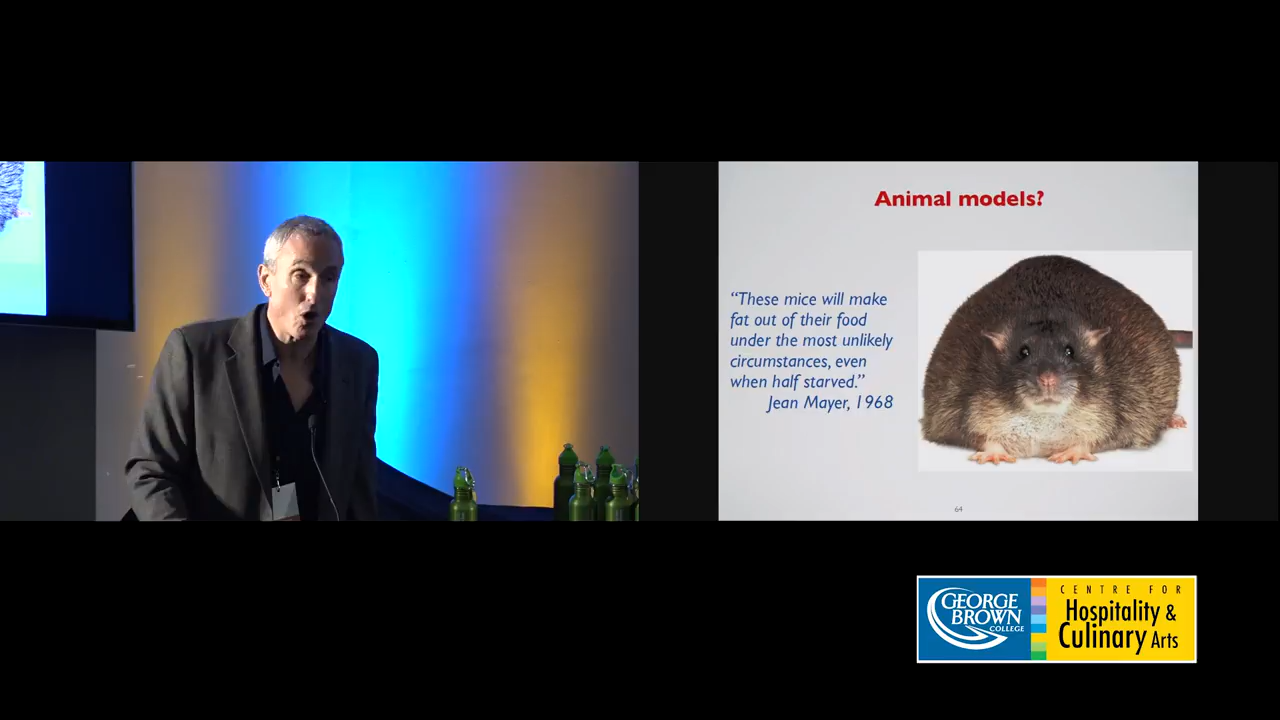 Animal models?
“These mice will make
fat out of their food
under the most unlikely
circumstances, even
when half starved.”
Jean Mayer, 1968
64
GEORGE
BROWN
COLLEGE
CENTRE FOR
Hospitality &
Culinary Arts